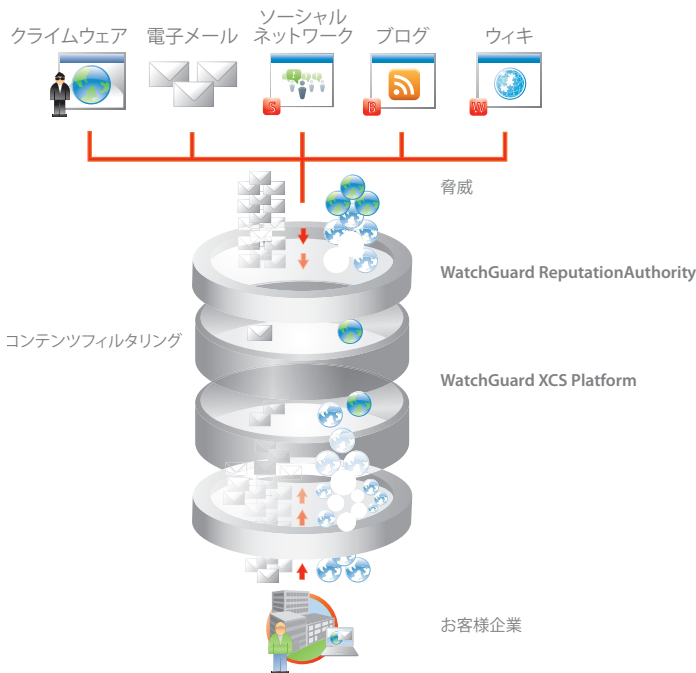 クライムウェア
電子メール
ソーシャル
ネットワーク
ブログ
ウィキ
S
B
W
脅威
WatchGuard ReputationAuthority
コンテンツフィルタリング
WatchGuard XCS Platform
お客様企業